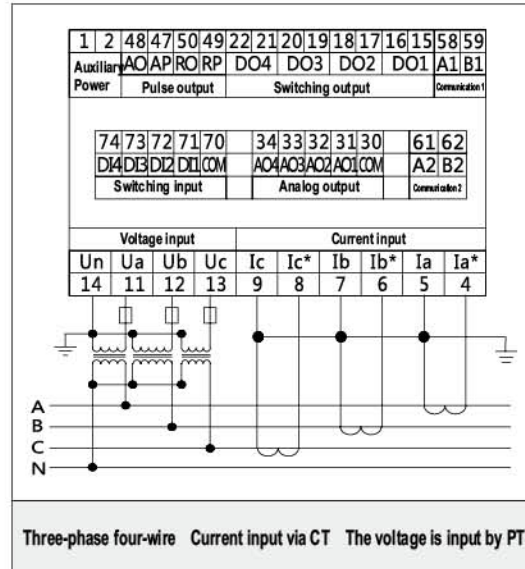 1 2 48 47 50 49 22 21 20 19 18 17 16 15 58 59
Auxiliary AO AP RO RP DO4 DO3 DO2 DO1 A1 B1
Power Pulse output Switching output Communication 1
74 73 72 71 70 34 33 32 31 30 61 62
DI4 DI3 DI2 DI1 COM AO4 AO3 AO2 AO1 COM A2 B2
Switching input Analog output Communication 2
Voltage input Current input
Un Ua Ub Uc Ic Ic* Ib Ib* Ia Ia*
14 11 12 13 9 8 7 6 5 4
A
B
C
N
Three-phase four-wire Current input via CT The voltage is input by PT